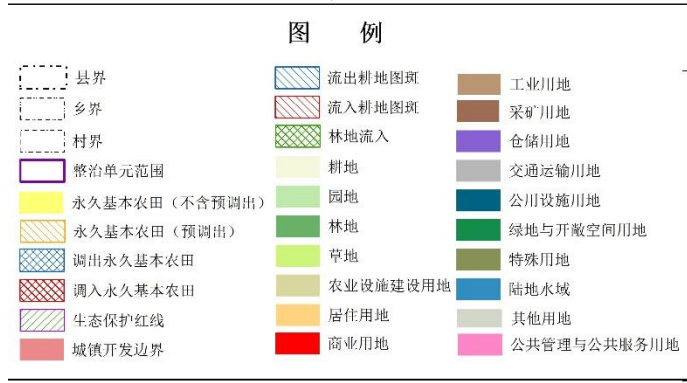 图 例
县界
乡界
村界
整治单元范围
永久基本农田（不含预调出）
永久基本农田（预调出）
调出永久基本农田
调入永久基本农田
生态保护红线
城镇开发边界
流出耕地图斑
流入耕地图斑
林地流入
耕地
园地
林地
草地
农业设施建设用地
居住用地
商业用地
工业用地
采矿用地
仓储用地
交通运输用地
公川设施用地
绿地与开敞空间用地
特殊用地
陆地水域
其他用地
公共管理与公共服务用地